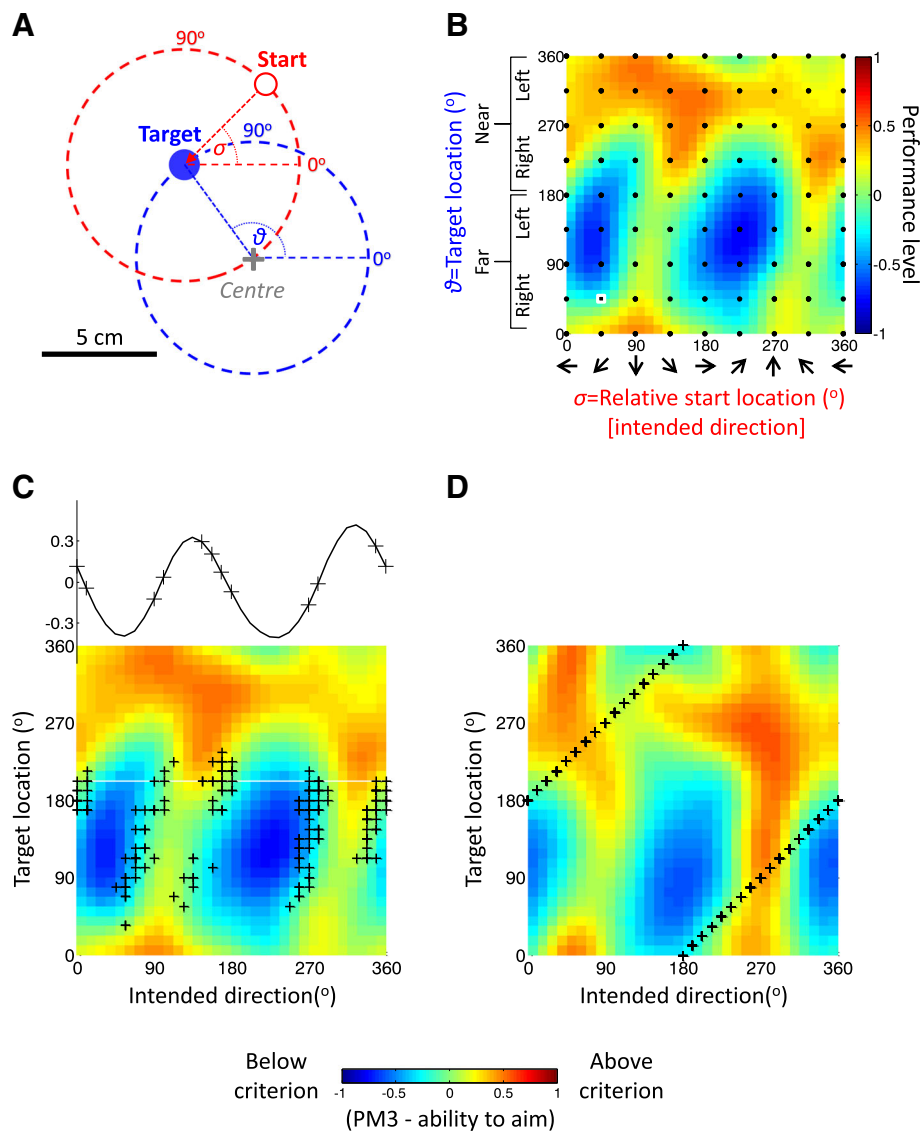 A
90º
Start
Target
90º
σ
0º
ϑ
0º
Centre
5 cm
B
ϑ=Target location (º)
Near
Far
Left
Right
Left
Right
360
270
180
90
0
0
90
180
270
360
← ↙ ↓ ↘ → ↗ ↑ ↖ ←
σ=Relative start location (º)
[intended direction]
1
0.5
0
-0.5
-1
Performance level
C
0.3
0
-0.3
360
270
180
90
0
Target location (º)
0
90
180
270
360
Intended direction(º)
D
360
270
180
90
0
Target location (º)
0
90
180
270
360
Intended direction(º)
Below
criterion
-1
-0.5
0
0.5
1
Above
criterion
(PM3 - ability to aim)